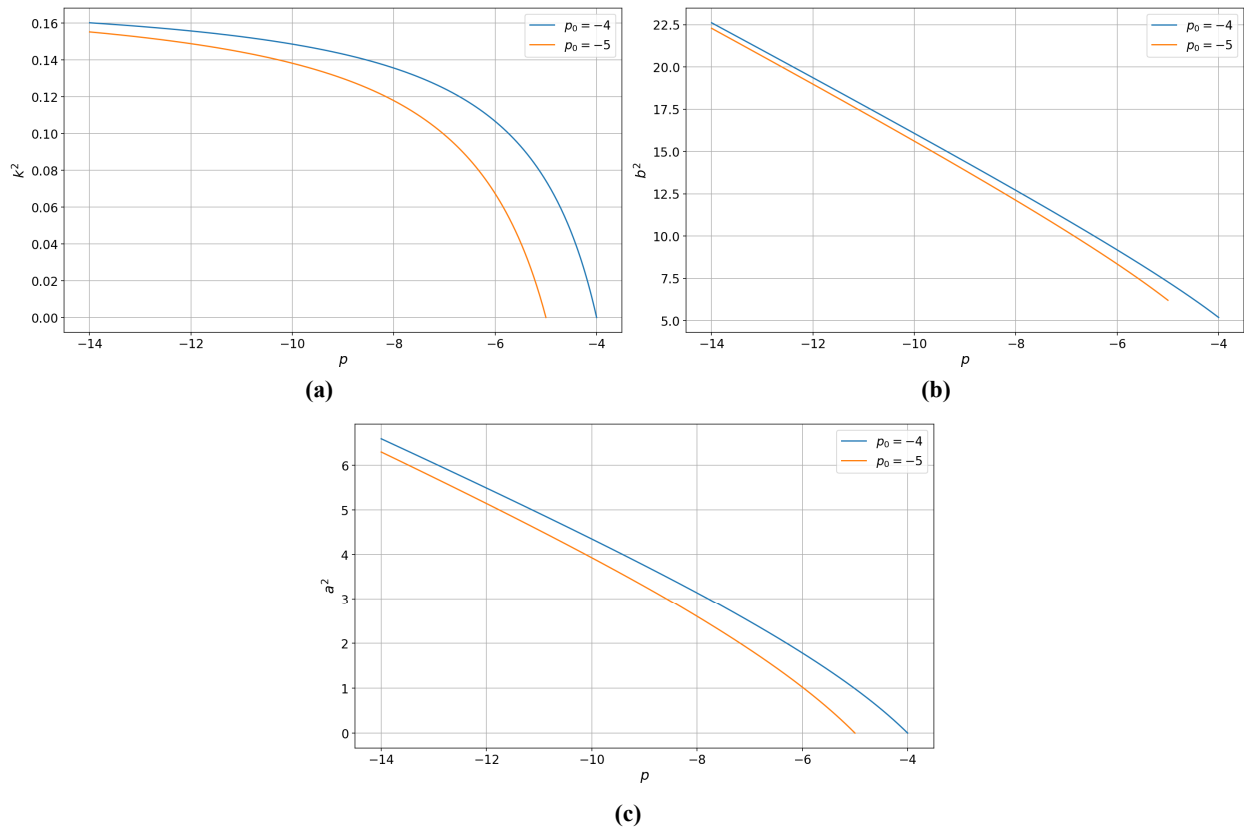 0.16
0.14
0.12
0.10
0.08
0.06
0.04
0.02
0.00
k²
−14 −12 −10 −8 −6 −4
p
p₀ = −4
p₀ = −5
(a)
22.5
20.0
17.5
15.0
12.5
10.0
7.5
5.0
b²
−14 −12 −10 −8 −6 −4
p
p₀ = −4
p₀ = −5
(b)
6
5
4
3
2
1
0
a²
−14 −12 −10 −8 −6 −4
p
p₀ = −4
p₀ = −5
(c)